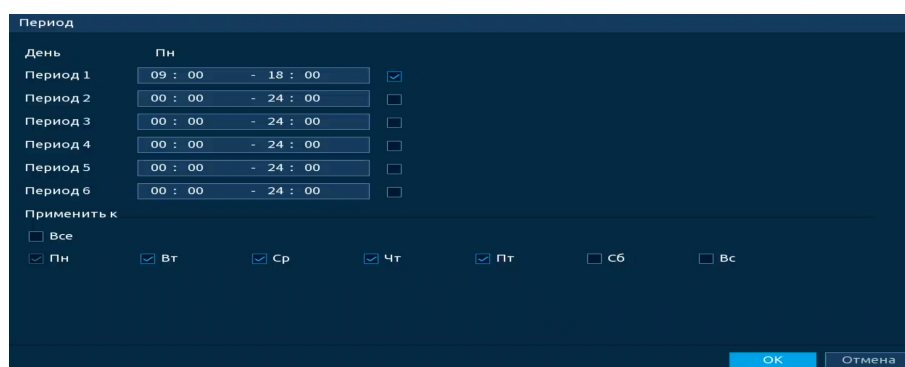 Период
День Пн
Период 1 09 : 00 - 18 : 00
Период 2 00 : 00 - 24 : 00
Период 3 00 : 00 - 24 : 00
Период 4 00 : 00 - 24 : 00
Период 5 00 : 00 - 24 : 00
Период 6 00 : 00 - 24 : 00
Применить к
Все
Пн Вт Ср Чт Пт Сб Вс
OK Отмена